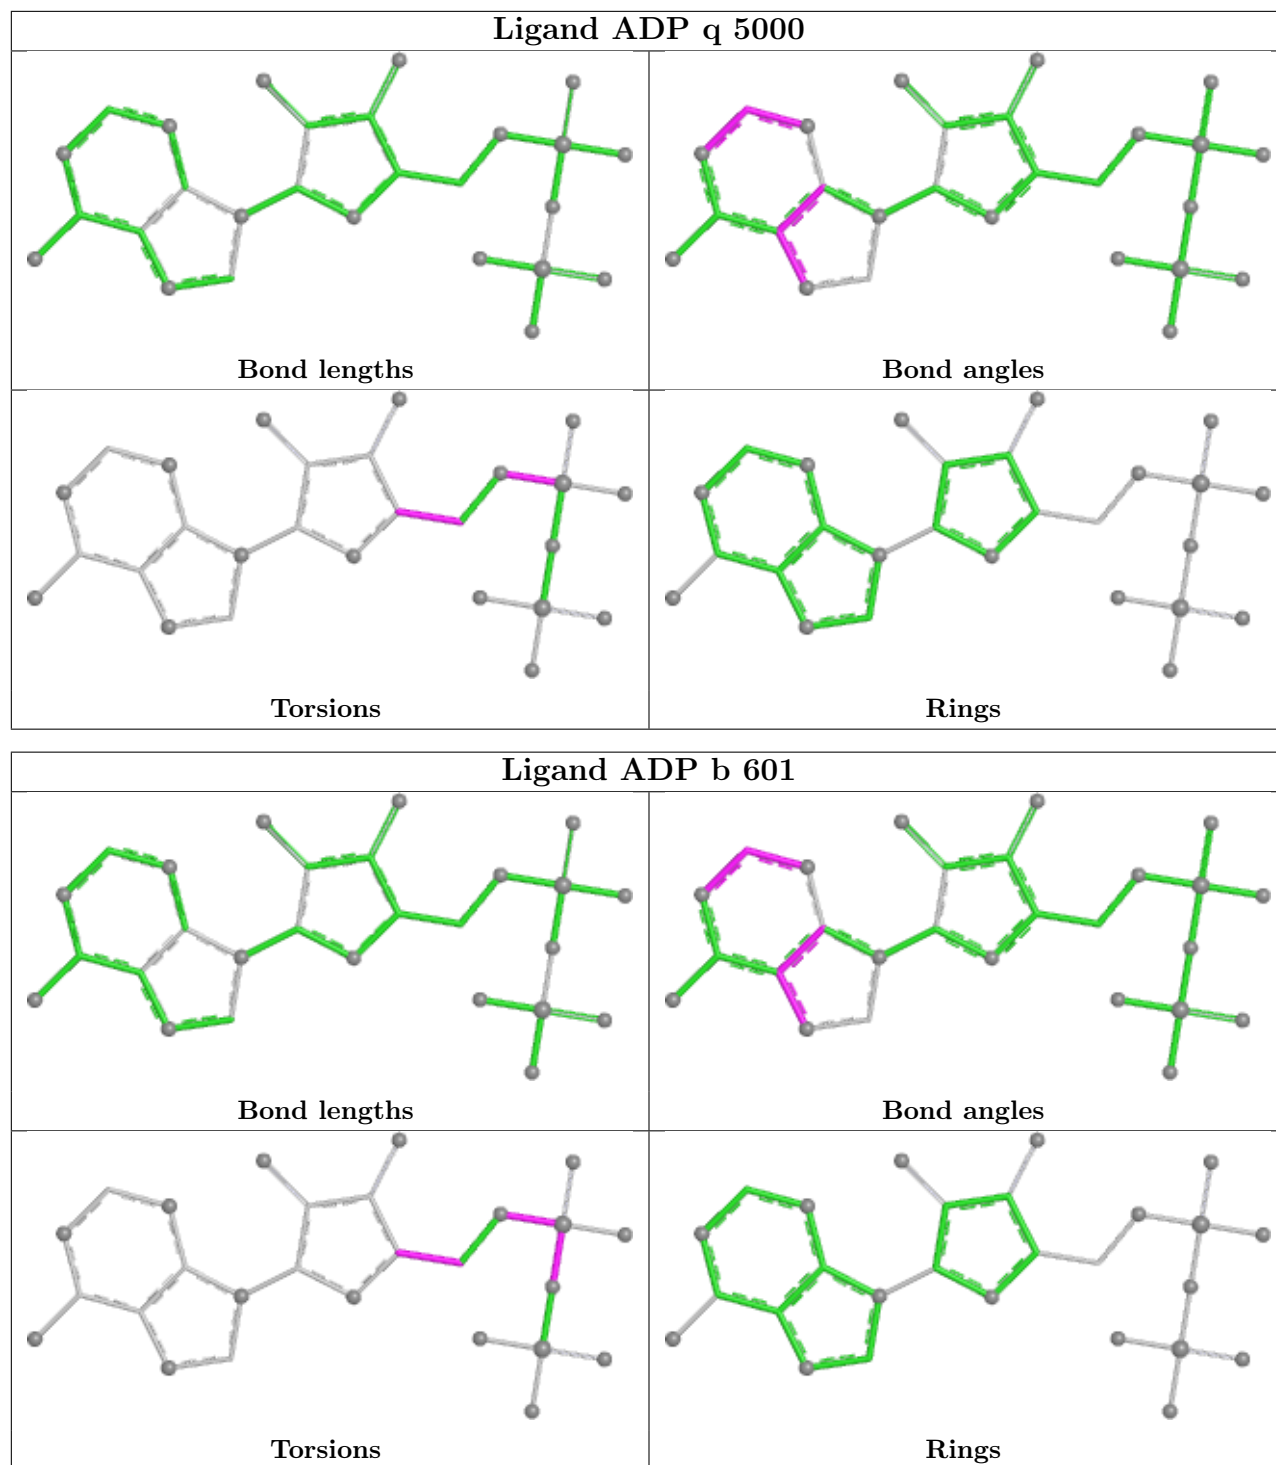 Ligand ADP q 5000
Bond lengths
Bond angles
Torsions
Rings
Ligand ADP b 601
Bond lengths
Bond angles
Torsions
Rings